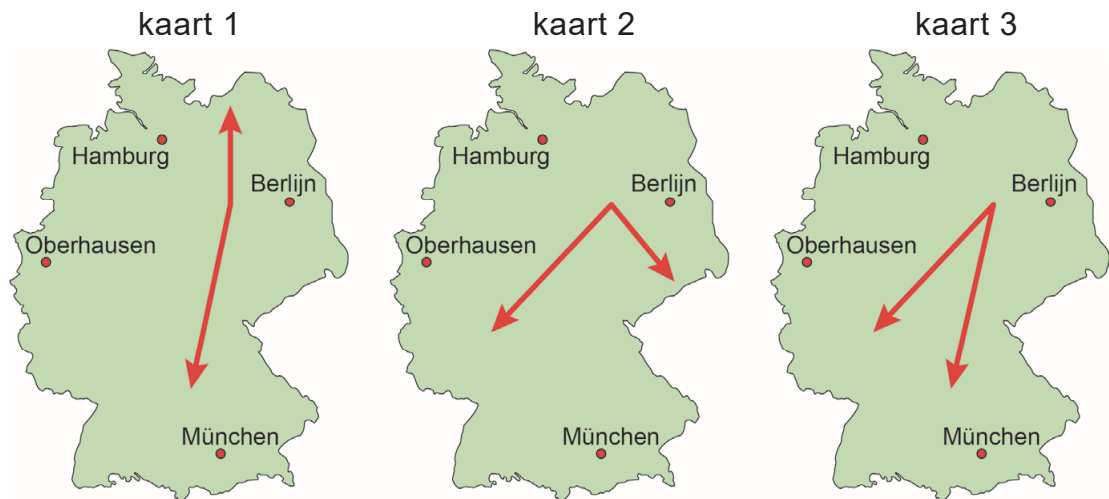 kaart 1
Hamburg
Berlijn
Oberhausen
München
kaart 2
Hamburg
Berlijn
Oberhausen
München
kaart 3
Hamburg
Berlijn
Oberhausen
München